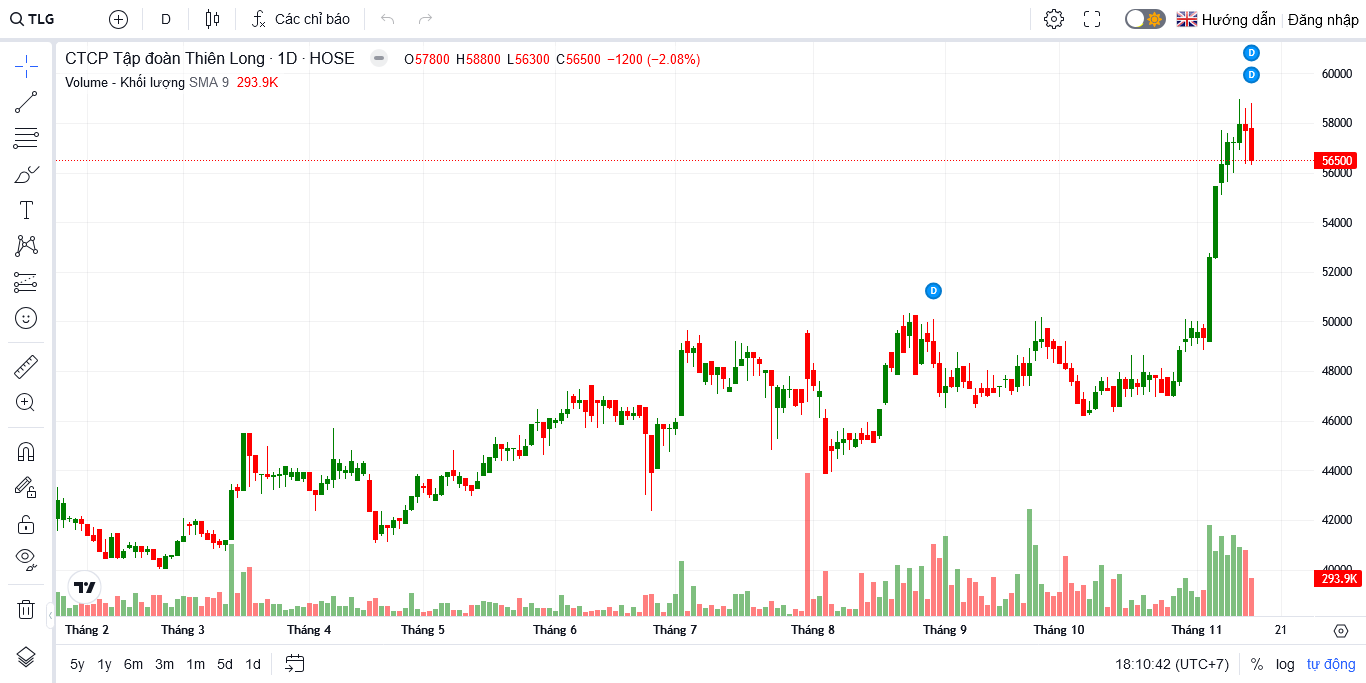 TLG D Các chỉ báo Hướng dẫn Đăng nhập
CTCP Tập đoàn Thiên Long · 1D · HOSE O57800 H58800 L56300 C56500 −1200 (−2.08%)
Volume - Khối lượng SMA 9 293.9K
D
D
D
60000
58000
56500
56000
54000
52000
50000
48000
46000
44000
42000
40000
293.9K
Tháng 2 Tháng 3 Tháng 4 Tháng 5 Tháng 6 Tháng 7 Tháng 8 Tháng 9 Tháng 10 Tháng 11 21
5y 1y 6m 3m 1m 5d 1d 18:10:42 (UTC+7) % log tự động